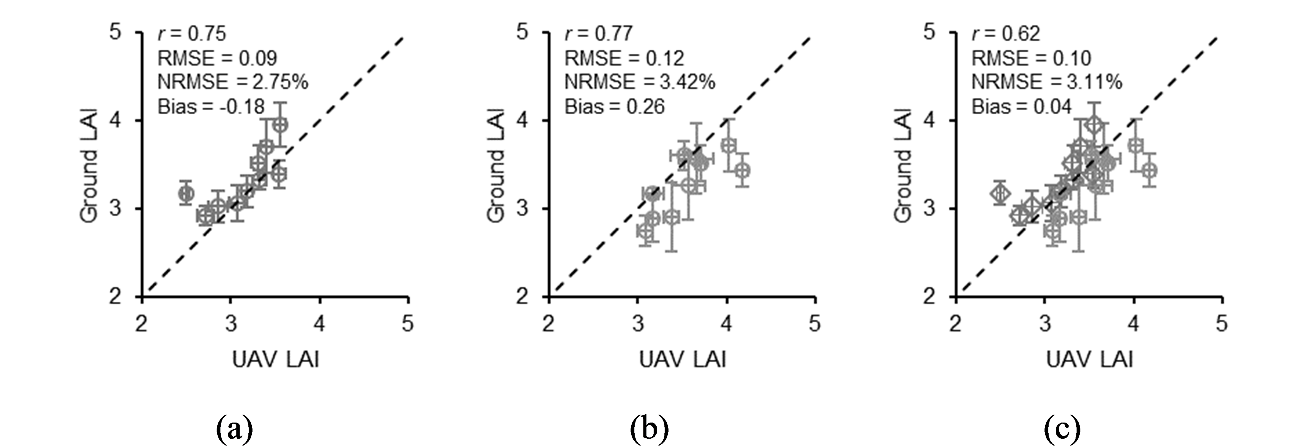 r = 0.75
RMSE = 0.09
NRMSE = 2.75%
Bias = -0.18
5
4
3
2
Ground LAI
2 3 4 5
UAV LAI
(a)
r = 0.77
RMSE = 0.12
NRMSE = 3.42%
Bias = 0.26
5
4
3
2
Ground LAI
2 3 4 5
UAV LAI
(b)
r = 0.62
RMSE = 0.10
NRMSE = 3.11%
Bias = 0.04
5
4
3
2
Ground LAI
2 3 4 5
UAV LAI
(c)